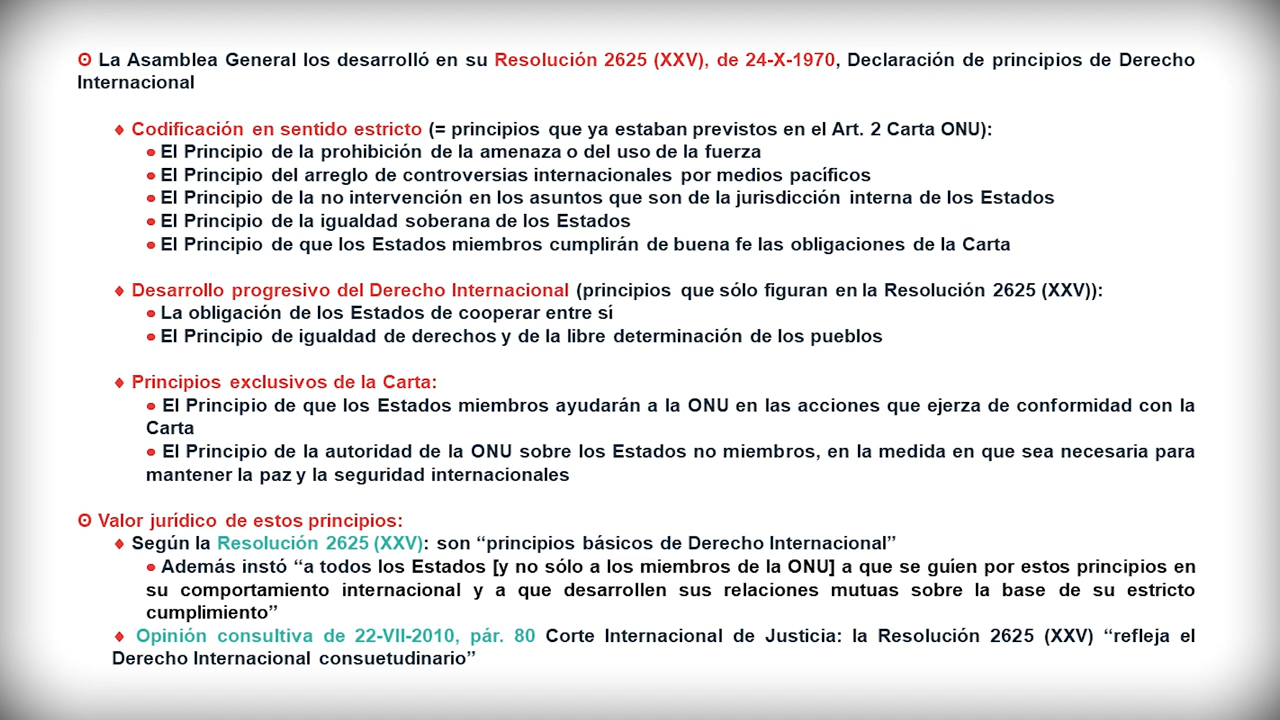 ⊙ La Asamblea General los desarrolló en su Resolución 2625 (XXV), de 24-X-1970, Declaración de principios de Derecho
Internacional
♦ Codificación en sentido estricto (= principios que ya estaban previstos en el Art. 2 Carta ONU):
• El Principio de la prohibición de la amenaza o del uso de la fuerza
• El Principio del arreglo de controversias internacionales por medios pacíficos
• El Principio de la no intervención en los asuntos que son de la jurisdicción interna de los Estados
• El Principio de la igualdad soberana de los Estados
• El Principio de que los Estados miembros cumplirán de buena fe las obligaciones de la Carta
♦ Desarrollo progresivo del Derecho Internacional (principios que sólo figuran en la Resolución 2625 (XXV)):
• La obligación de los Estados de cooperar entre sí
• El Principio de igualdad de derechos y de la libre determinación de los pueblos
♦ Principios exclusivos de la Carta:
• El Principio de que los Estados miembros ayudarán a la ONU en las acciones que ejerza de conformidad con la
Carta
• El Principio de la autoridad de la ONU sobre los Estados no miembros, en la medida en que sea necesaria para
mantener la paz y la seguridad internacionales
⊙ Valor jurídico de estos principios:
♦ Según la Resolución 2625 (XXV): son “principios básicos de Derecho Internacional”
• Además instó “a todos los Estados [y no sólo a los miembros de la ONU] a que se guíen por estos principios en
su comportamiento internacional y a que desarrollen sus relaciones mutuas sobre la base de su estricto
cumplimiento”
♦ Opinión consultiva de 22-VII-2010, pár. 80 Corte Internacional de Justicia: la Resolución 2625 (XXV) “refleja el
Derecho Internacional consuetudinario”